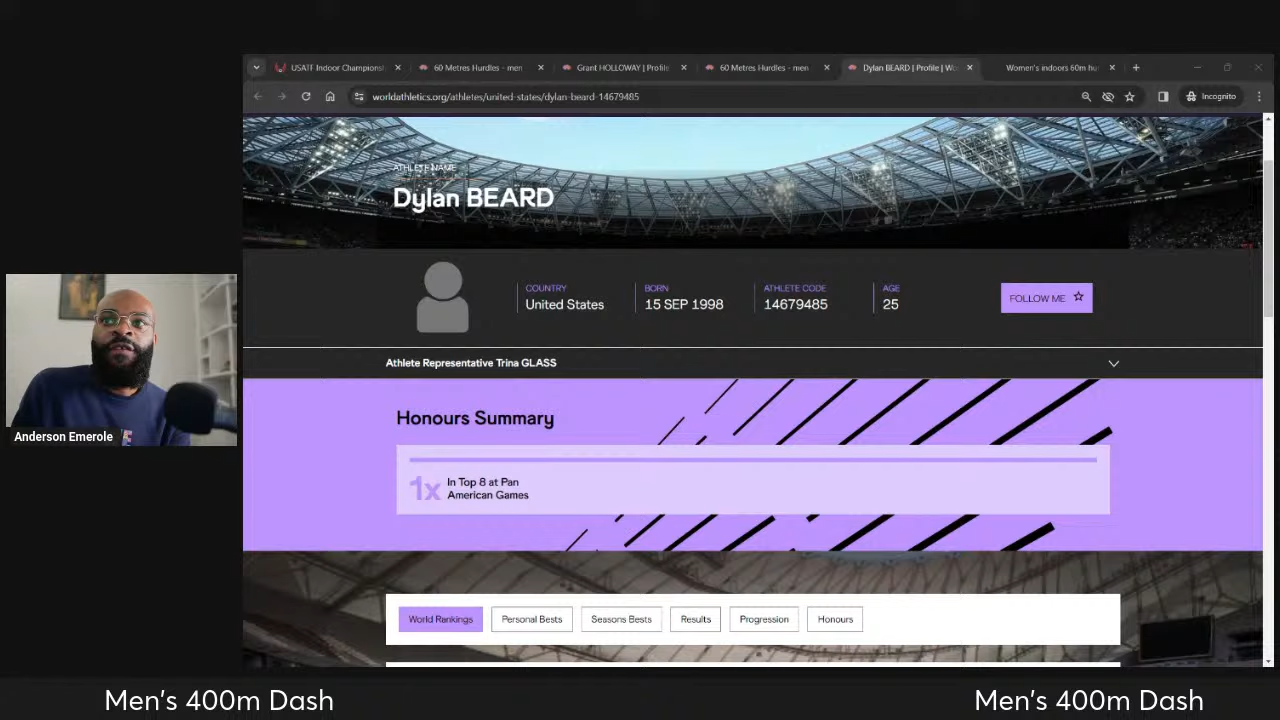 USATF Indoor Champions
60 Metres Hurdles - men
Grant HOLLOWAY | Profile
60 Metres Hurdles - men
Dylan BEARD | Profile | Wo
Women's indoors 60m hu
worldathletics.org/athletes/united-states/dylan-beard-14679485
Incognito
ATHLETE NAME
Dylan BEARD
COUNTRY
United States
BORN
15 SEP 1998
ATHLETE CODE
14679485
AGE
25
FOLLOW ME
Athlete Representative Trina GLASS
Honours Summary
1x
In Top 8 at Pan
American Games
Anderson Emerole
World Rankings
Personal Bests
Seasons Bests
Results
Progression
Honours
Men's 400m Dash
Men's 400m Dash